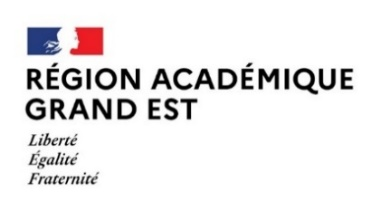 RÉGION ACADÉMIQUE
GRAND EST
Liberté
Égalité
Fraternité